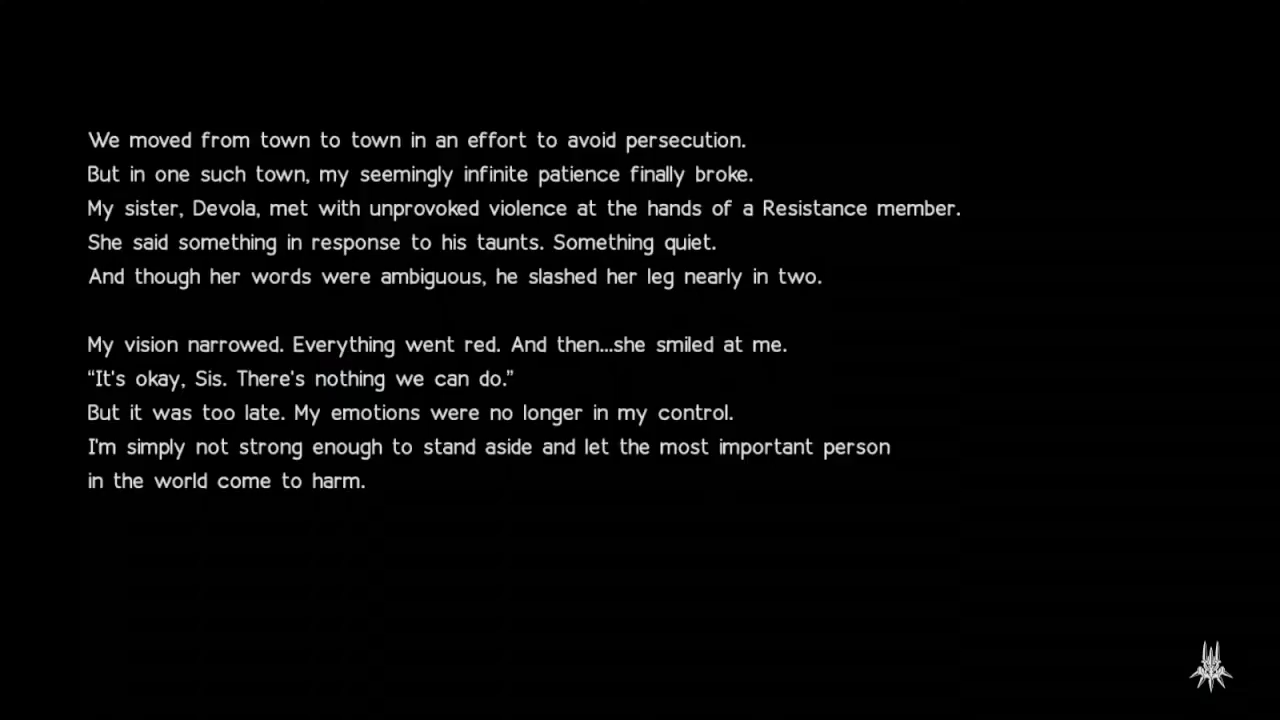 We moved from town to town in an effort to avoid persecution.
But in one such town, my seemingly infinite patience finally broke.
My sister, Devola, met with unprovoked violence at the hands of a Resistance member.
She said something in response to his taunts. Something quiet.
And though her words were ambiguous, he slashed her leg nearly in two.
My vision narrowed. Everything went red. And then...she smiled at me.
“It's okay, Sis. There's nothing we can do.”
But it was too late. My emotions were no longer in my control.
I'm simply not strong enough to stand aside and let the most important person
in the world come to harm.